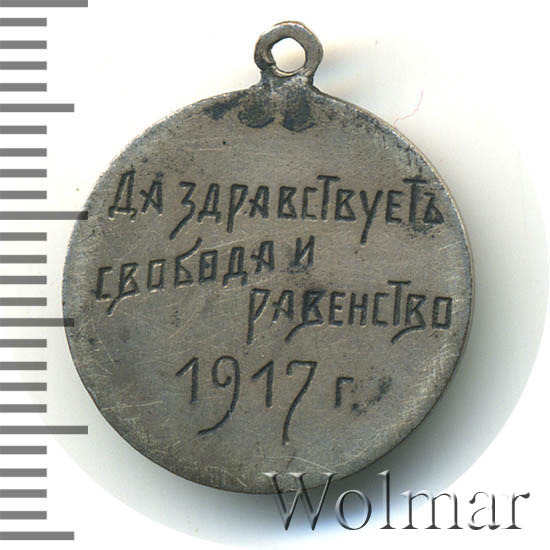 ДА ЗДРАВСТВУЕТЪ
СВОБОДА И
РАВЕНСТВО
1917 г.
Wolmar